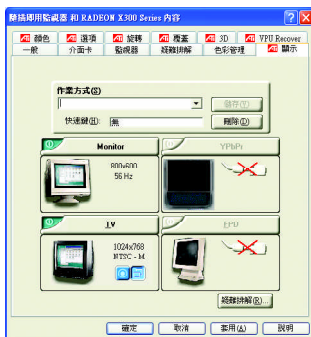 隨插即用監視器 和 RADEON X300 Series 內容
顏色 選項 旋轉 覆蓋 3D VPU Recover
一般 介面卡 監視器 疑難排解 色彩管理 顯示
作業方式(S)
儲存(V)
快速鍵(H): 無
刪除(D)
Monitor
YPbPr
800x600
56 Hz
TV
FPD
1024x768
NTSC - M
疑難排解(R)...
確定 取消 套用(A) 說明